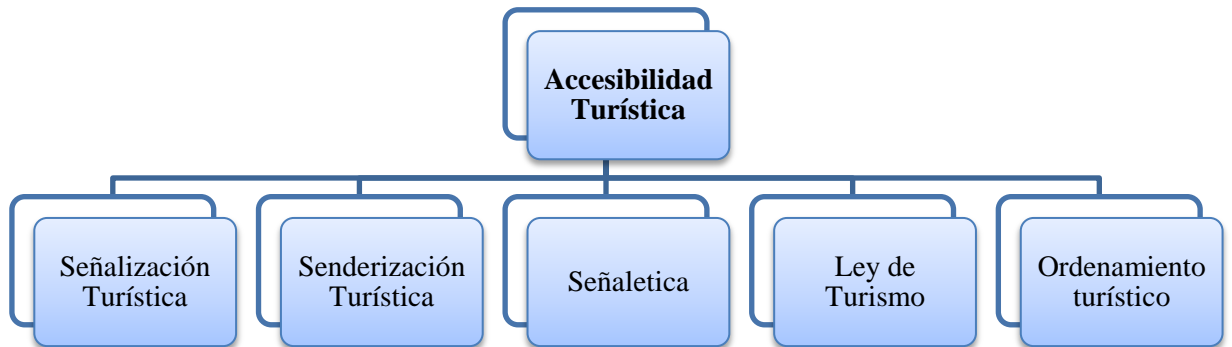 Accesibilidad
Turística
Señalización
Turística
Senderización
Turística
Señaletica
Ley de
Turismo
Ordenamiento
turístico